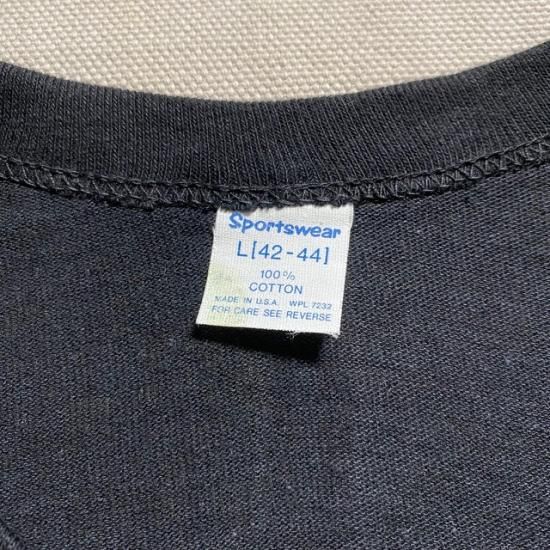 Sportswear
L[42-44]
100%
COTTON
MADE IN U.S.A. WPL 7232
FOR CARE SEE REVERSE